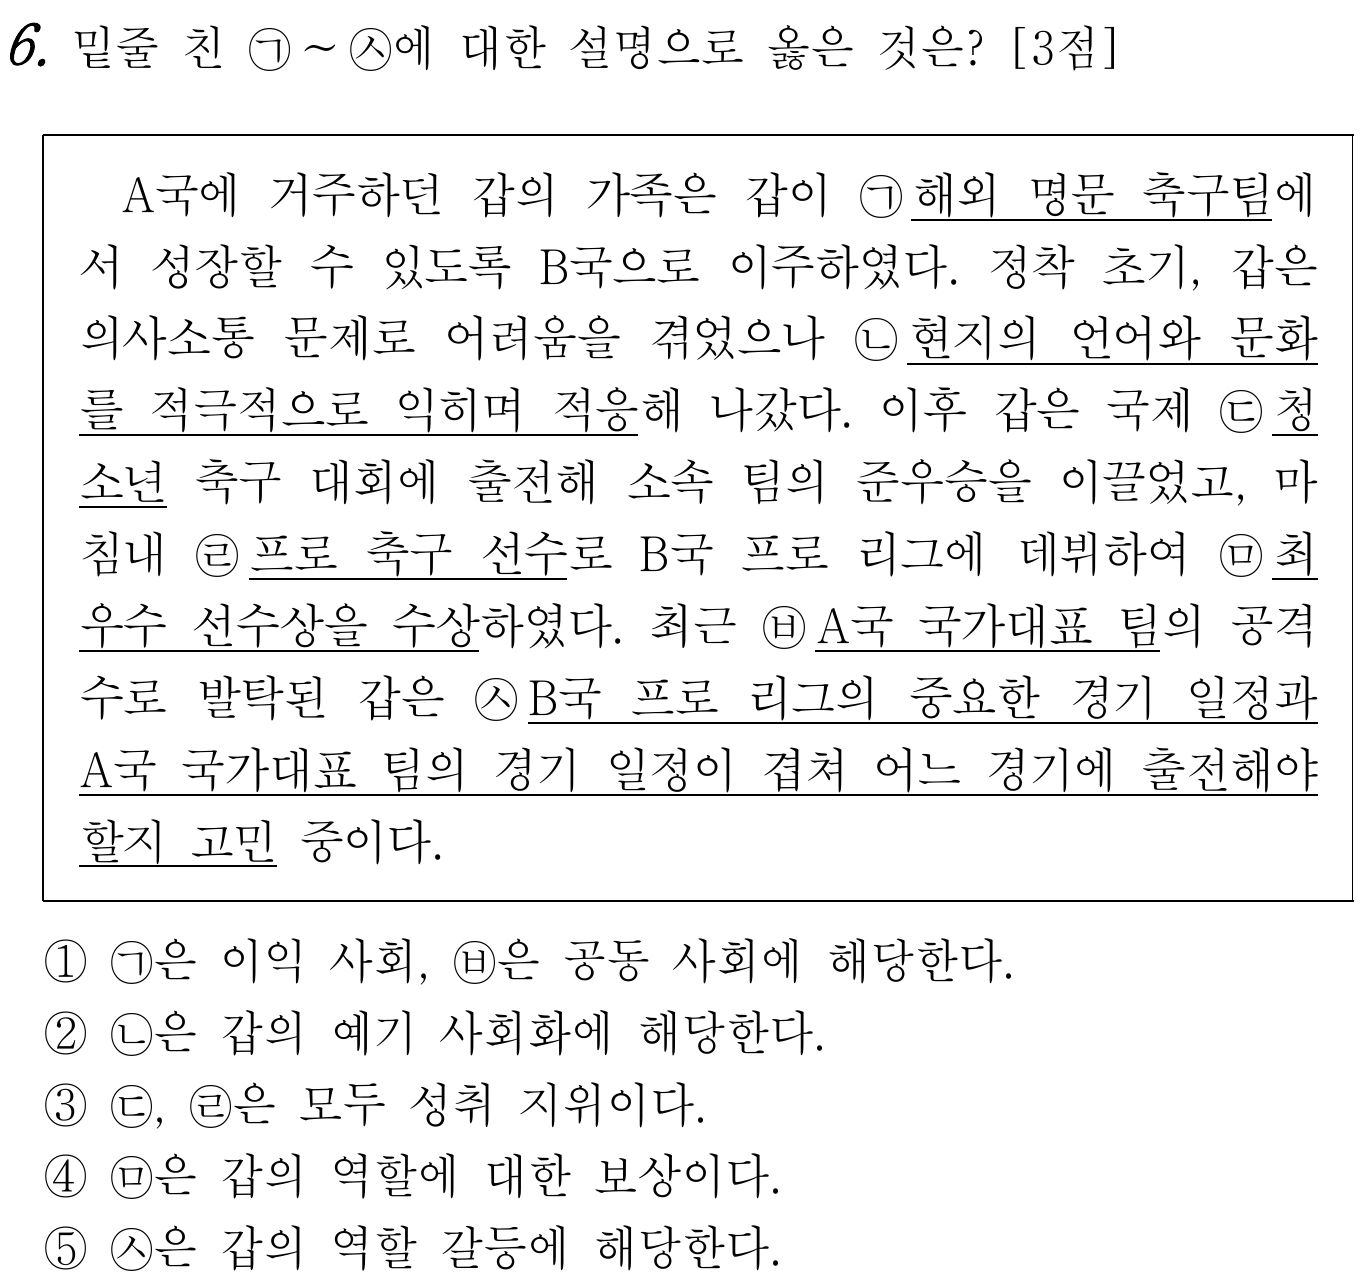 6. 밑줄 친 ㉠~㉦에 대한 설명으로 옳은 것은? [3점]
A국에 거주하던 갑의 가족은 갑이 ㉠해외 명문 축구팀에
서 성장할 수 있도록 B국으로 이주하였다. 정착 초기, 갑은
의사소통 문제로 어려움을 겪었으나 ㉡현지의 언어와 문화
를 적극적으로 익히며 적응해 나갔다. 이후 갑은 국제 ㉢청
소년 축구 대회에 출전해 소속 팀의 준우승을 이끌었고, 마
침내 ㉣프로 축구 선수로 B국 프로 리그에 데뷔하여 ㉤최
우수 선수상을 수상하였다. 최근 ㉥A국 국가대표 팀의 공격
수로 발탁된 갑은 ㉦B국 프로 리그의 중요한 경기 일정과
A국 국가대표 팀의 경기 일정이 겹쳐 어느 경기에 출전해야
할지 고민 중이다.
① ㉠은 이익 사회, ㉥은 공동 사회에 해당한다.
② ㉡은 갑의 예기 사회화에 해당한다.
③ ㉢, ㉣은 모두 성취 지위이다.
④ ㉤은 갑의 역할에 대한 보상이다.
⑤ ㉦은 갑의 역할 갈등에 해당한다.